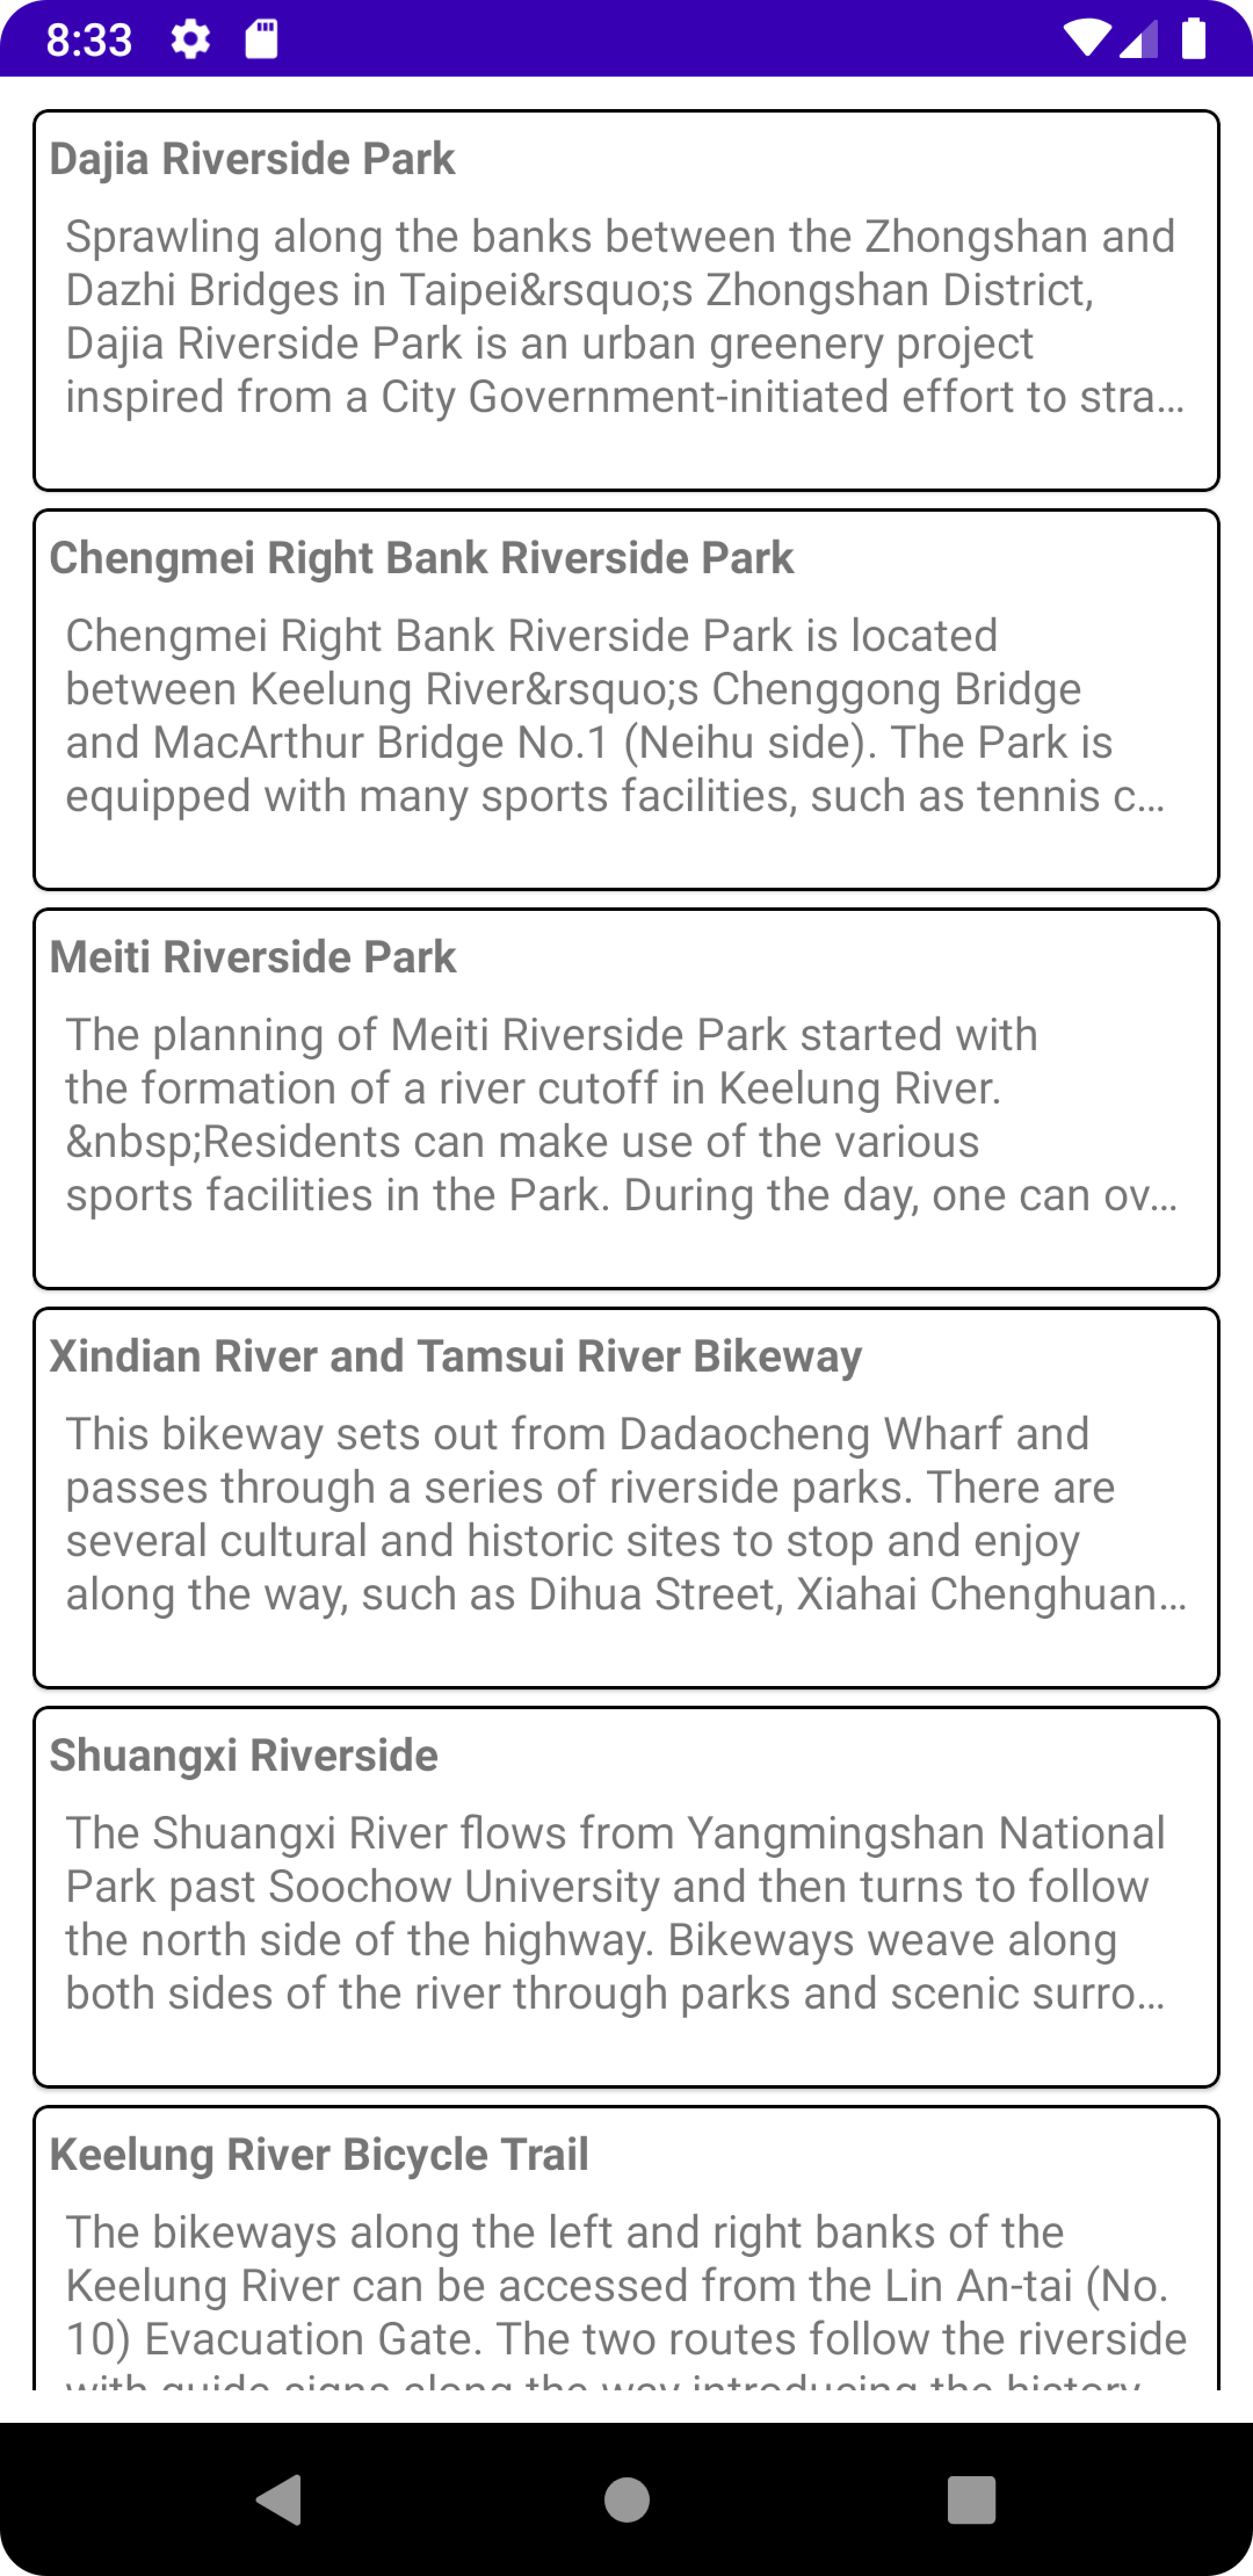 8:33
Dajia Riverside Park
Sprawling along the banks between the Zhongshan and
Dazhi Bridges in Taipei&rsquo;s Zhongshan District,
Dajia Riverside Park is an urban greenery project
inspired from a City Government-initiated effort to stra…
Chengmei Right Bank Riverside Park
Chengmei Right Bank Riverside Park is located
between Keelung River&rsquo;s Chenggong Bridge
and MacArthur Bridge No.1 (Neihu side). The Park is
equipped with many sports facilities, such as tennis c…
Meiti Riverside Park
The planning of Meiti Riverside Park started with
the formation of a river cutoff in Keelung River.
&nbsp;Residents can make use of the various
sports facilities in the Park. During the day, one can ov…
Xindian River and Tamsui River Bikeway
This bikeway sets out from Dadaocheng Wharf and
passes through a series of riverside parks. There are
several cultural and historic sites to stop and enjoy
along the way, such as Dihua Street, Xiahai Chenghuan…
Shuangxi Riverside
The Shuangxi River flows from Yangmingshan National
Park past Soochow University and then turns to follow
the north side of the highway. Bikeways weave along
both sides of the river through parks and scenic surro…
Keelung River Bicycle Trail
The bikeways along the left and right banks of the
Keelung River can be accessed from the Lin An-tai (No.
10) Evacuation Gate. The two routes follow the riverside
with guide signs along the way introducing the history